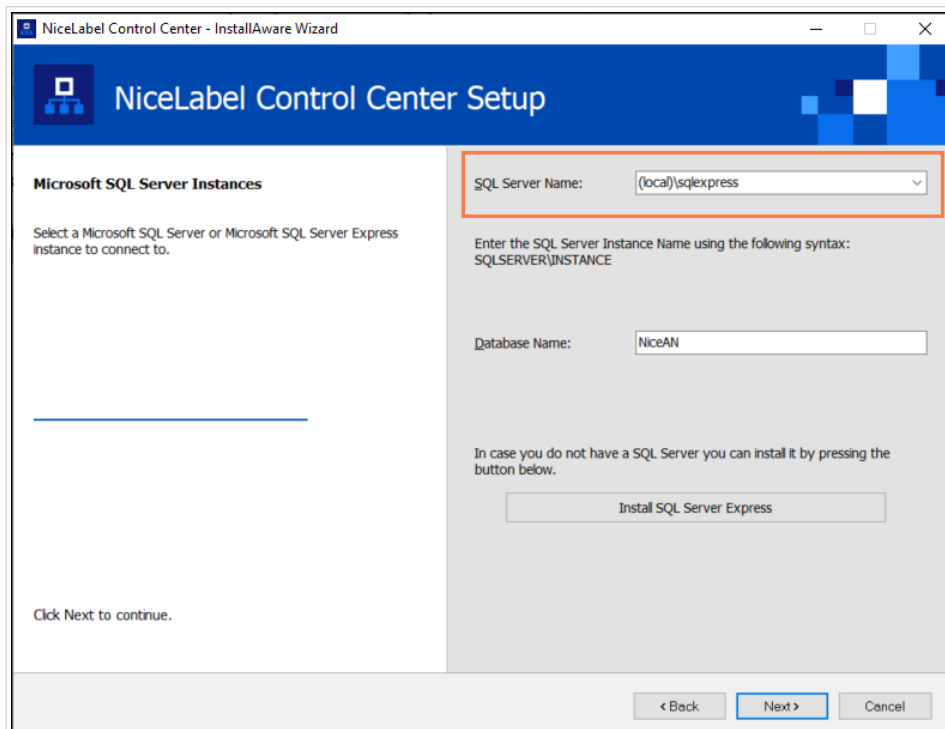 NiceLabel Control Center - InstallAware Wizard
NiceLabel Control Center Setup
Microsoft SQL Server Instances
Select a Microsoft SQL Server or Microsoft SQL Server Express
instance to connect to.
Click Next to continue.
SQL Server Name:
(local)\sqlexpress
Enter the SQL Server Instance Name using the following syntax:
SQLSERVER\INSTANCE
Database Name:
NiceAN
In case you do not have a SQL Server you can install it by pressing the
button below.
Install SQL Server Express
< Back
Next >
Cancel